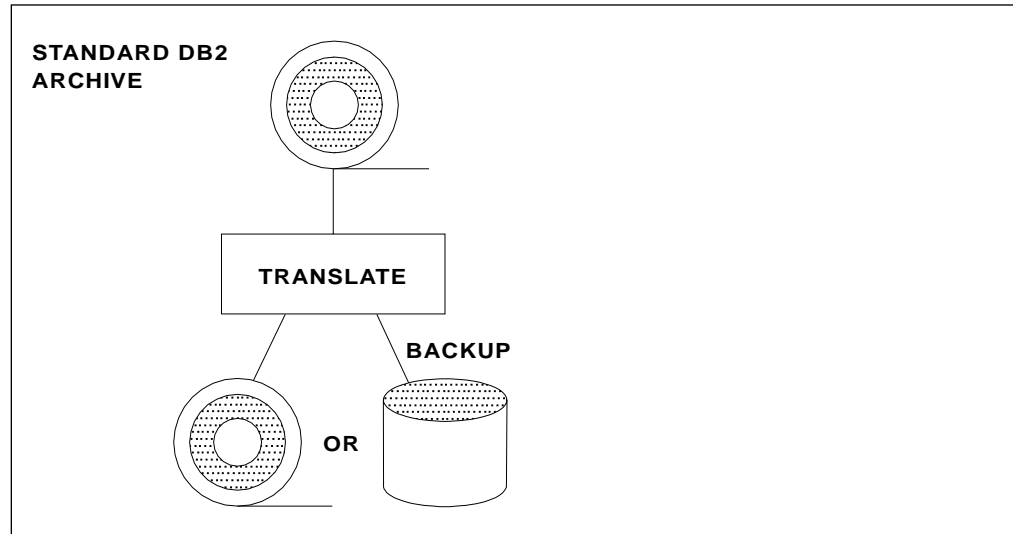 STANDARD DB2
ARCHIVE
TRANSLATE
BACKUP
OR